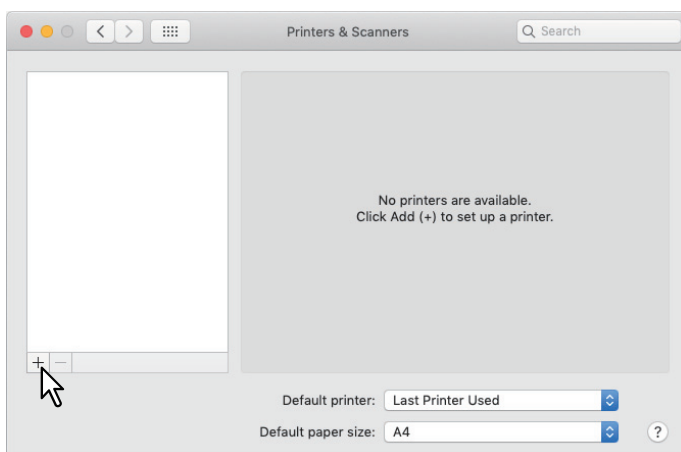 Printers & Scanners
Search
No printers are available.
Click Add (+) to set up a printer.
+ −
Default printer: Last Printer Used
Default paper size: A4
?